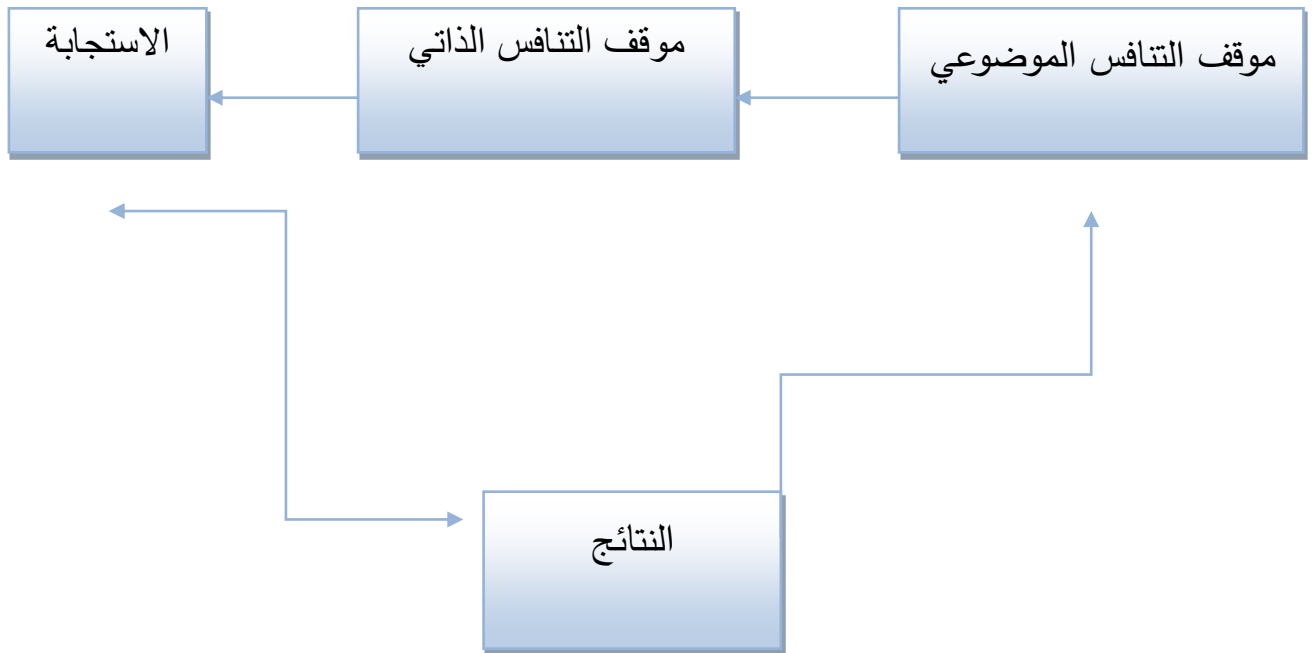 موقف التنافس الموضوعي
موقف التنافس الذاتي
الاستجابة
النتائج